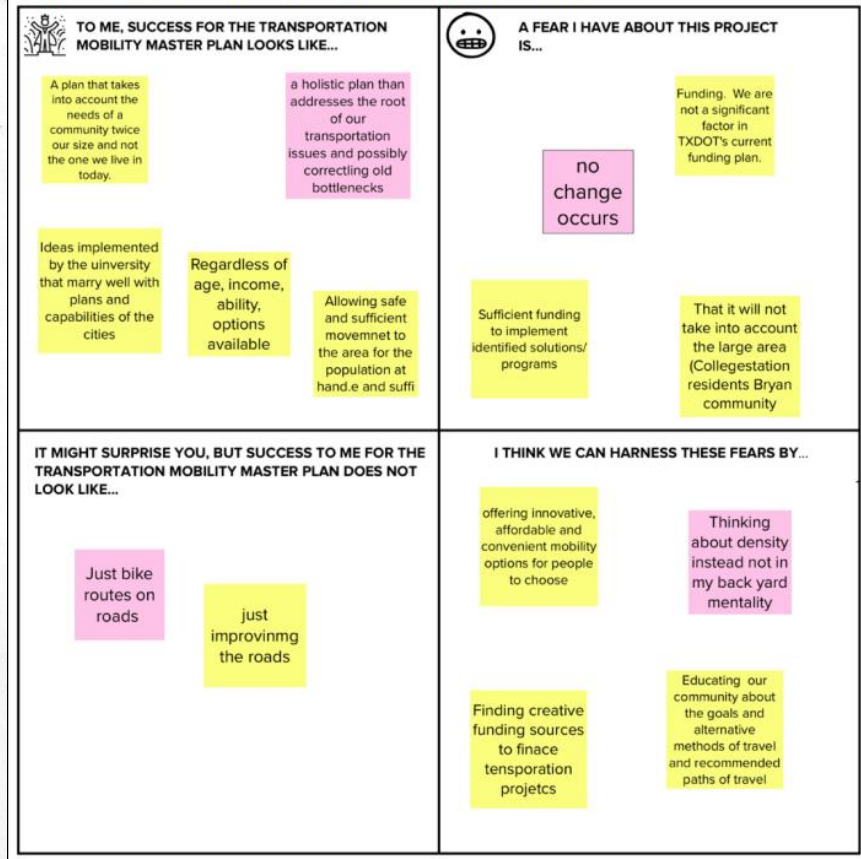 TO ME, SUCCESS FOR THE TRANSPORTATION
MOBILITY MASTER PLAN LOOKS LIKE...
A plan that takes
into account the
needs of a
community twice
our size and not
the one we live in
today.
a holistic plan than
addresses the root
of our
transportation
issues and possibly
correctling old
bottlenecks
Ideas implemented
by the uinversity
that marry well with
plans and
capabilities of the
cities
Regardless of
age, income,
ability,
options
available
Allowing safe
and sufficient
movemnet to
the area for the
population at
hand.e and suffi
A FEAR I HAVE ABOUT THIS PROJECT
IS...
Funding. We are
not a significant
factor in
TXDOT's current
funding plan.
no
change
occurs
Sufficient funding
to implement
identified solutions/
programs
That it will not
take into account
the large area
(Collegestation
residents Bryan
community
IT MIGHT SURPRISE YOU, BUT SUCCESS TO ME FOR THE
TRANSPORTATION MOBILITY MASTER PLAN DOES NOT
LOOK LIKE...
Just bike
routes on
roads
just
improvinmg
the roads
I THINK WE CAN HARNESS THESE FEARS BY...
offering innovative,
affordable and
convenient mobility
options for people
to choose
Thinking
about density
instead not in
my back yard
mentality
Finding creative
funding sources
to finace
tensporation
projetcs
Educating our
community about
the goals and
alternative
methods of travel
and recommended
paths of travel